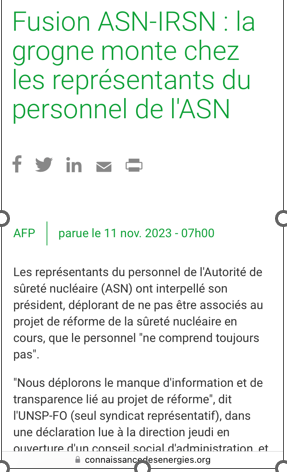 Fusion ASN-IRSN : la
grogne monte chez
les représentants du
personnel de l'ASN
AFP
parue le 11 nov. 2023 - 07h00
Les représentants du personnel de l'Autorité de
sûreté nucléaire (ASN) ont interpellé son
président, déplorant de ne pas être associés au
projet de réforme de la sûreté nucléaire en
cours, que le personnel "ne comprend toujours
pas".
"Nous déplorons le manque d'information et de
transparence lié au projet de réforme", dit
l'UNSP-FO (seul syndicat représentatif), dans
une déclaration lue à la direction jeudi en
ouverture d'un conseil social d'administration, et
connaissancedesenergies.org